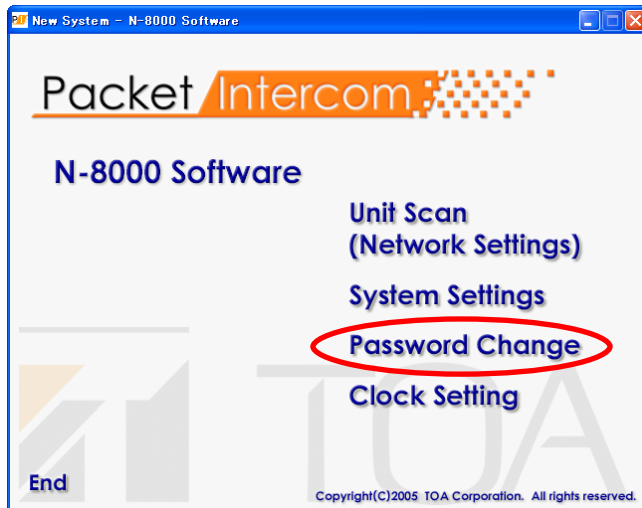 New System - N-8000 Software
Packet Intercom
N-8000 Software
Unit Scan
(Network Settings)
System Settings
Password Change
Clock Setting
TOA
End
Copyright(C)2005 TOA Corporation. All rights reserved.